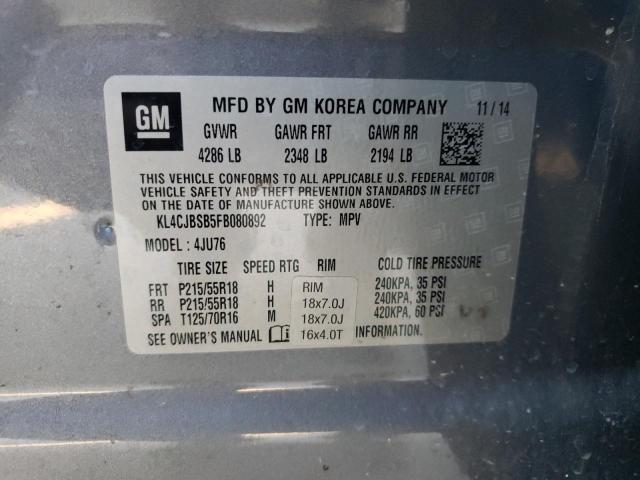 GM MFD BY GM KOREA COMPANY 11/14
GVWR GAWR FRT GAWR RR
4286 LB 2348 LB 2194 LB
THIS VEHICLE CONFORMS TO ALL APPLICABLE U.S. FEDERAL MOTOR
VEHICLE SAFETY AND THEFT PREVENTION STANDARDS IN EFFECT
ON THE DATE OF MANUFACTURE SHOWN ABOVE.
KL4CJBSB5FB080892 TYPE: MPV
MODEL: 4JU76
TIRE SIZE SPEED RTG RIM COLD TIRE PRESSURE
FRT P215/55R18 H RIM 240KPA, 35 PSI
RR P215/55R18 H 18x7.0J 240KPA, 35 PSI
SPA T125/70R16 M 18x7.0J 420KPA, 60 PSI
SEE OWNER'S MANUAL 16x4.0T INFORMATION.